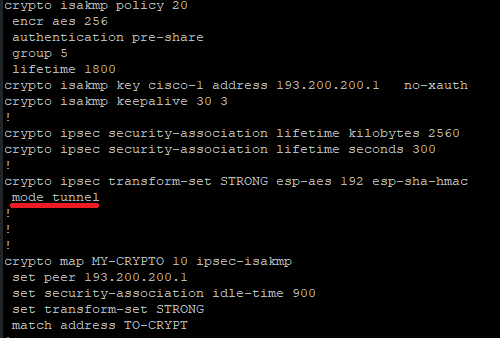 crypto isakmp policy 20
 encr aes 256
 authentication pre-share
 group 5
 lifetime 1800
crypto isakmp key cisco-1 address 193.200.200.1   no-xauth
crypto isakmp keepalive 30 3
!
crypto ipsec security-association lifetime kilobytes 2560
crypto ipsec security-association lifetime seconds 300
!
crypto ipsec transform-set STRONG esp-aes 192 esp-sha-hmac
 mode tunnel
!
!
!
crypto map MY-CRYPTO 10 ipsec-isakmp
 set peer 193.200.200.1
 set security-association idle-time 900
 set transform-set STRONG
 match address TO-CRYPT